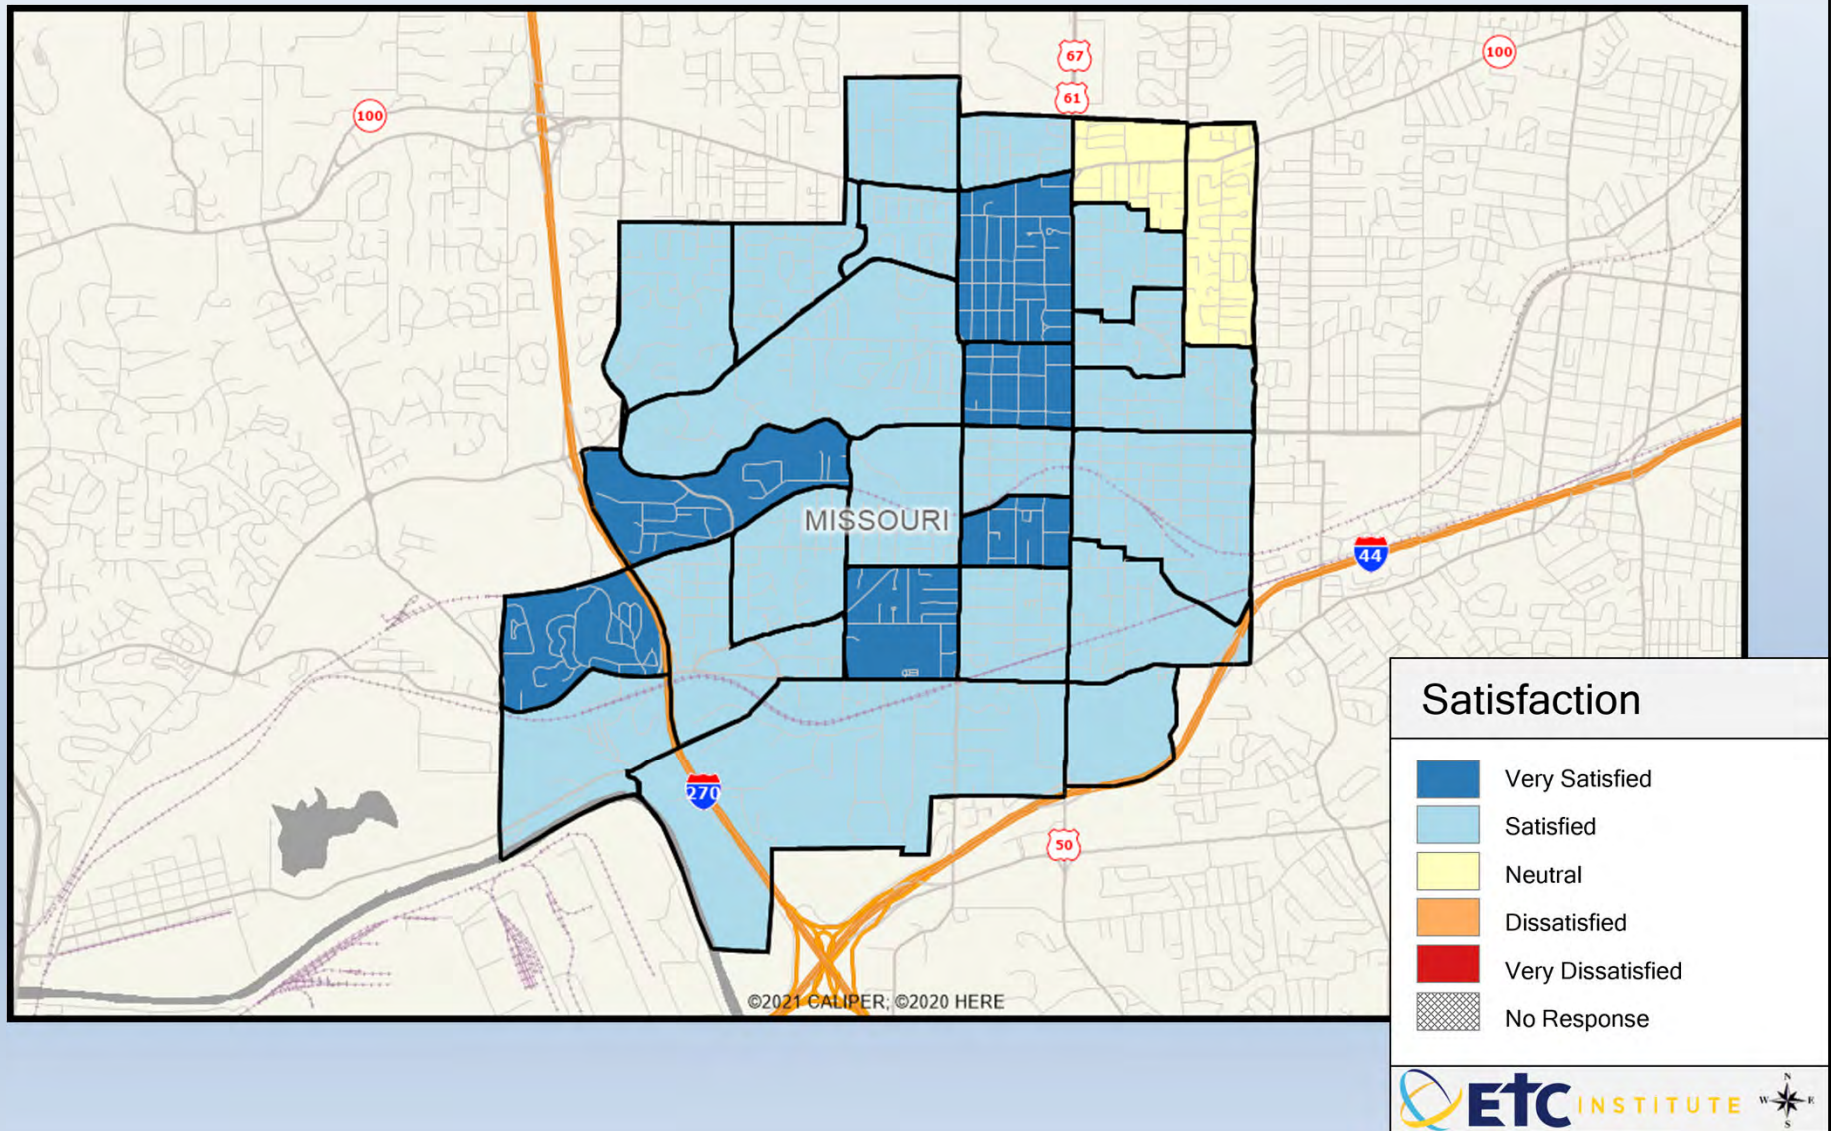 67
100
61
100
MISSOURI
44
270
50
©2021 CALIPER; ©2020 HERE
Satisfaction
Very Satisfied
Satisfied
Neutral
Dissatisfied
Very Dissatisfied
No Response
ETC INSTITUTE
N
W E
S